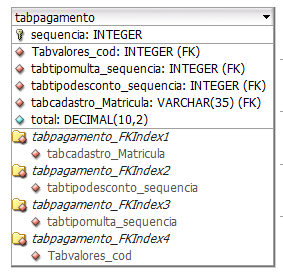 tabpagamento
sequencia: INTEGER
Tabvalores_cod: INTEGER (FK)
tabtipomulta_sequencia: INTEGER (FK)
tabtipodesconto_sequencia: INTEGER (FK)
tabcadastro_Matricula: VARCHAR(35) (FK)
total: DECIMAL(10,2)
tabpagamento_FKIndex1
tabcadastro_Matricula
tabpagamento_FKIndex2
tabtipodesconto_sequencia
tabpagamento_FKIndex3
tabtipomulta_sequencia
tabpagamento_FKIndex4
Tabvalores_cod